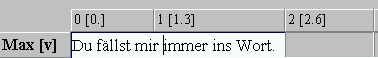 0 [0.] 1 [1.3] 2 [2.6]
Max [v] Du fällst mir immer ins Wort.